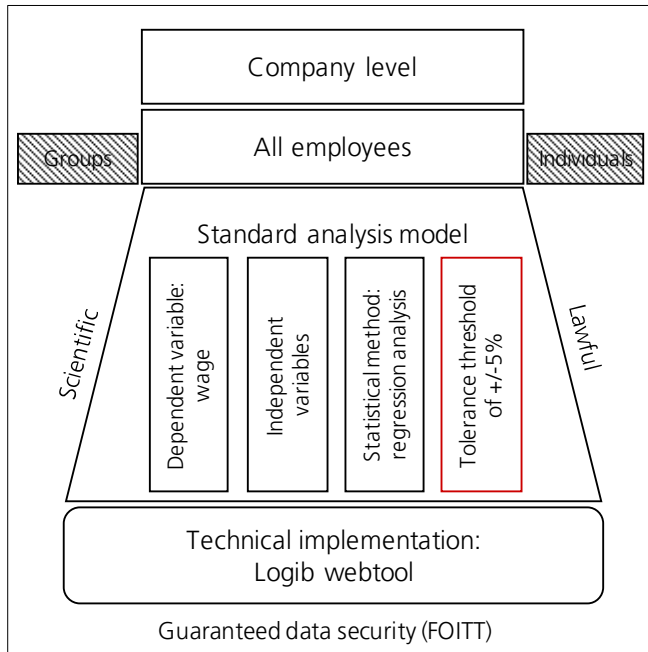 Company level
Groups
All employees
Individuals
Standard analysis model
Scientific
Dependent variable:
wage
Independent
variables
Statistical method:
regression analysis
Tolerance threshold
of +/-5%
Lawful
Technical implementation:
Logib webtool
Guaranteed data security (FOITT)